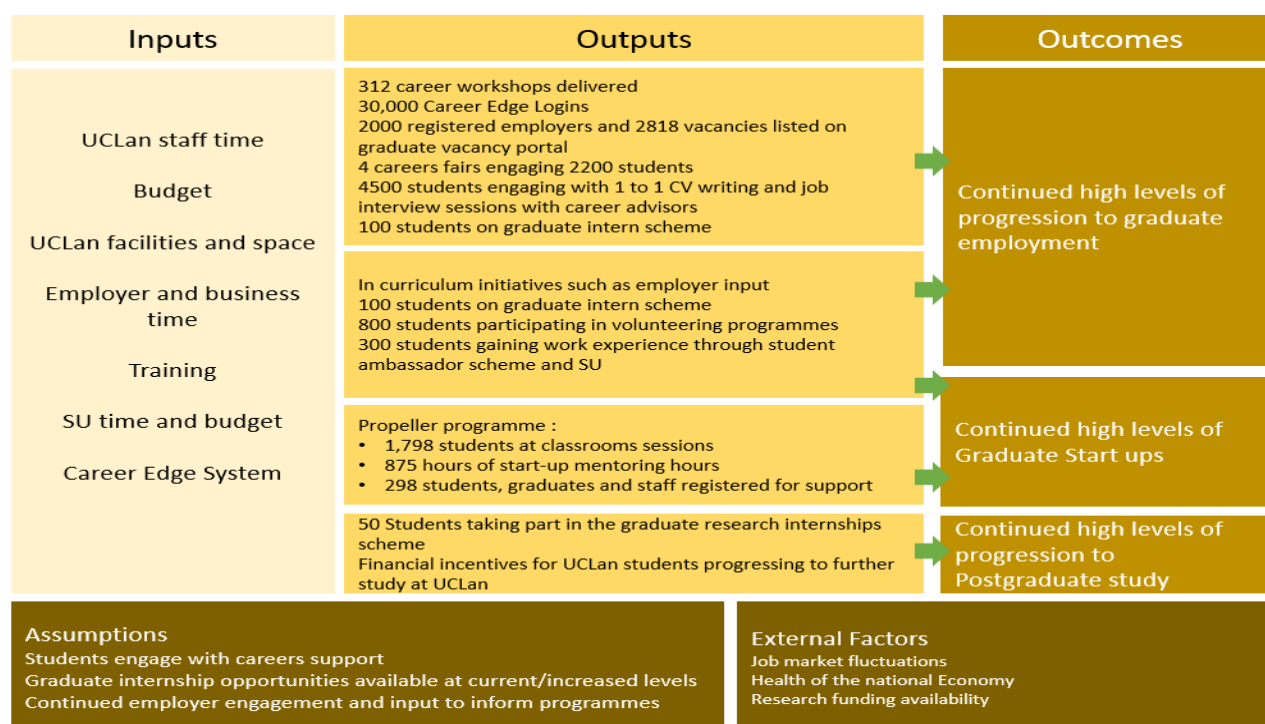 Inputs
UCLan staff time
Budget
UCLan facilities and space
Employer and business
time
Training
SU time and budget
Career Edge System
Outputs
312 career workshops delivered
30,000 Career Edge Logins
2000 registered employers and 2818 vacancies listed on
graduate vacancy portal
4 careers fairs engaging 2200 students
4500 students engaging with 1 to 1 CV writing and job
interview sessions with career advisors
100 students on graduate intern scheme
In curriculum initiatives such as employer input
100 students on graduate intern scheme
800 students participating in volunteering programmes
300 students gaining work experience through student
ambassador scheme and SU
Propeller programme :
• 1,798 students at classrooms sessions
• 875 hours of start-up mentoring hours
• 298 students, graduates and staff registered for support
50 Students taking part in the graduate research internships
scheme
Financial incentives for UCLan students progressing to further
study at UCLan
Outcomes
Continued high levels of
progression to graduate
employment
Continued high levels of
Graduate Start ups
Continued high levels of
progression to
Postgraduate study
Assumptions
Students engage with careers support
Graduate internship opportunities available at current/increased levels
Continued employer engagement and input to inform programmes
External Factors
Job market fluctuations
Health of the national Economy
Research funding availability